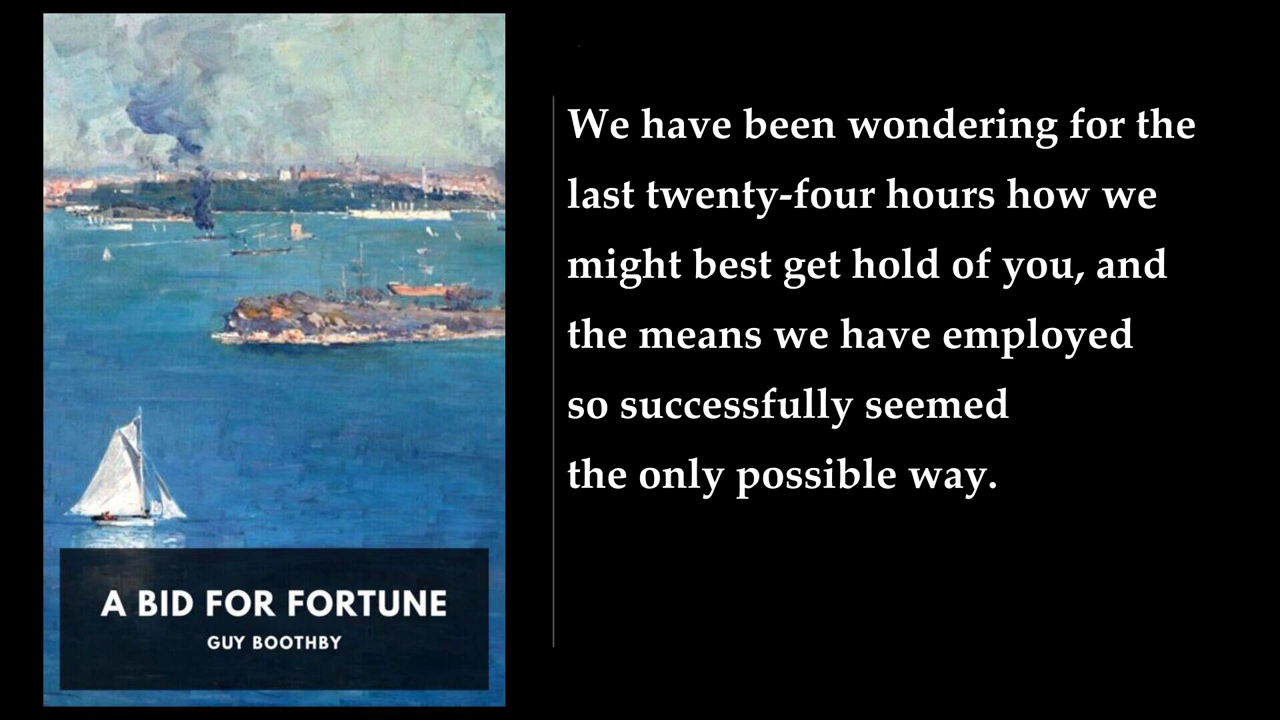 We have been wondering for the
last twenty-four hours how we
might best get hold of you, and
the means we have employed
so successfully seemed
the only possible way.
A BID FOR FORTUNE
GUY BOOTHBY